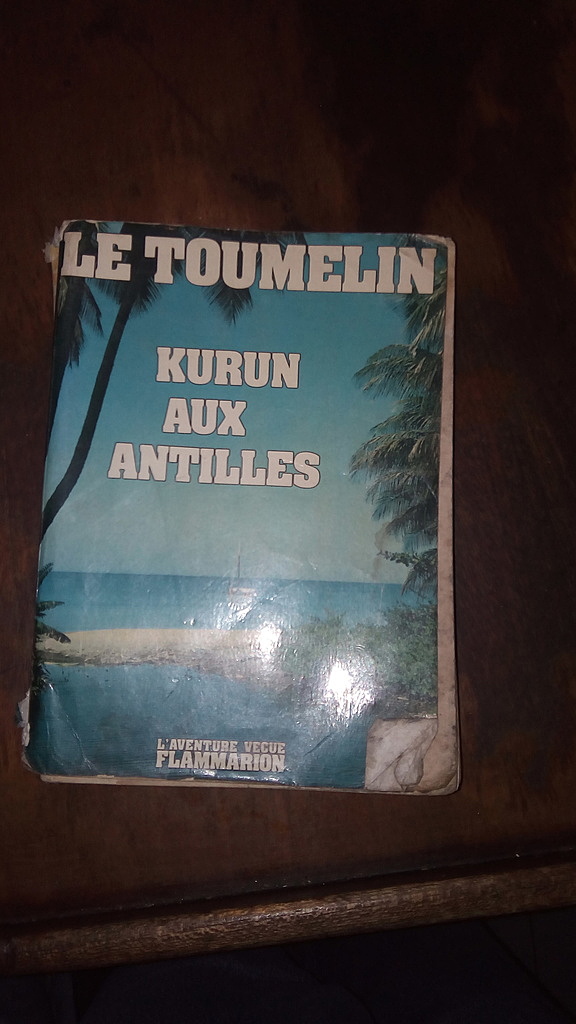 LE TOUMELIN
KURUN
AUX
ANTILLES
L'AVENTURE VECUE
FLAMMARION